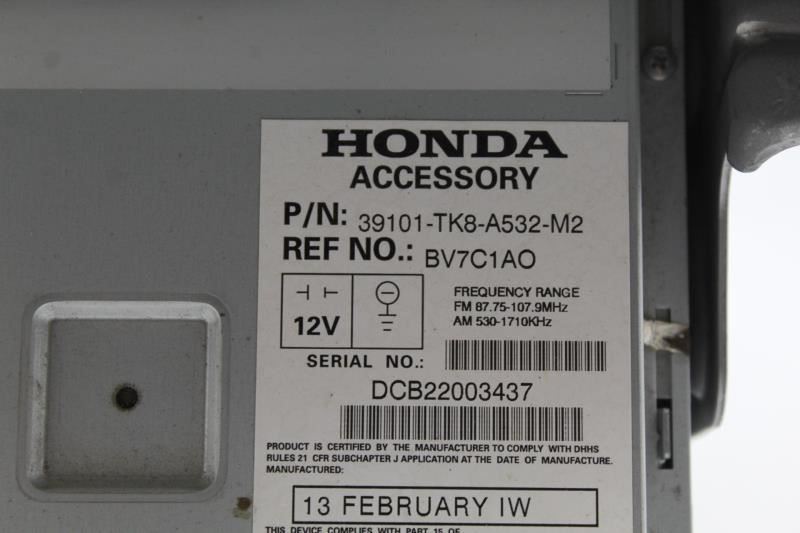 HONDA
ACCESSORY
P/N: 39101-TK8-A532-M2
REF NO.: BV7C1AO
12V
FREQUENCY RANGE
FM 87.75-107.9MHz
AM 530-1710KHz
SERIAL NO.:
DCB22003437
PRODUCT IS CERTIFIED BY THE MANUFACTURER TO COMPLY WITH DHHS
RULES 21 CFR SUBCHAPTER J APPLICATION AT THE DATE OF MANUFACTURE.
MANUFACTURED:
13 FEBRUARY IW
THIS DEVICE COMPLIES WITH PART 15 OF